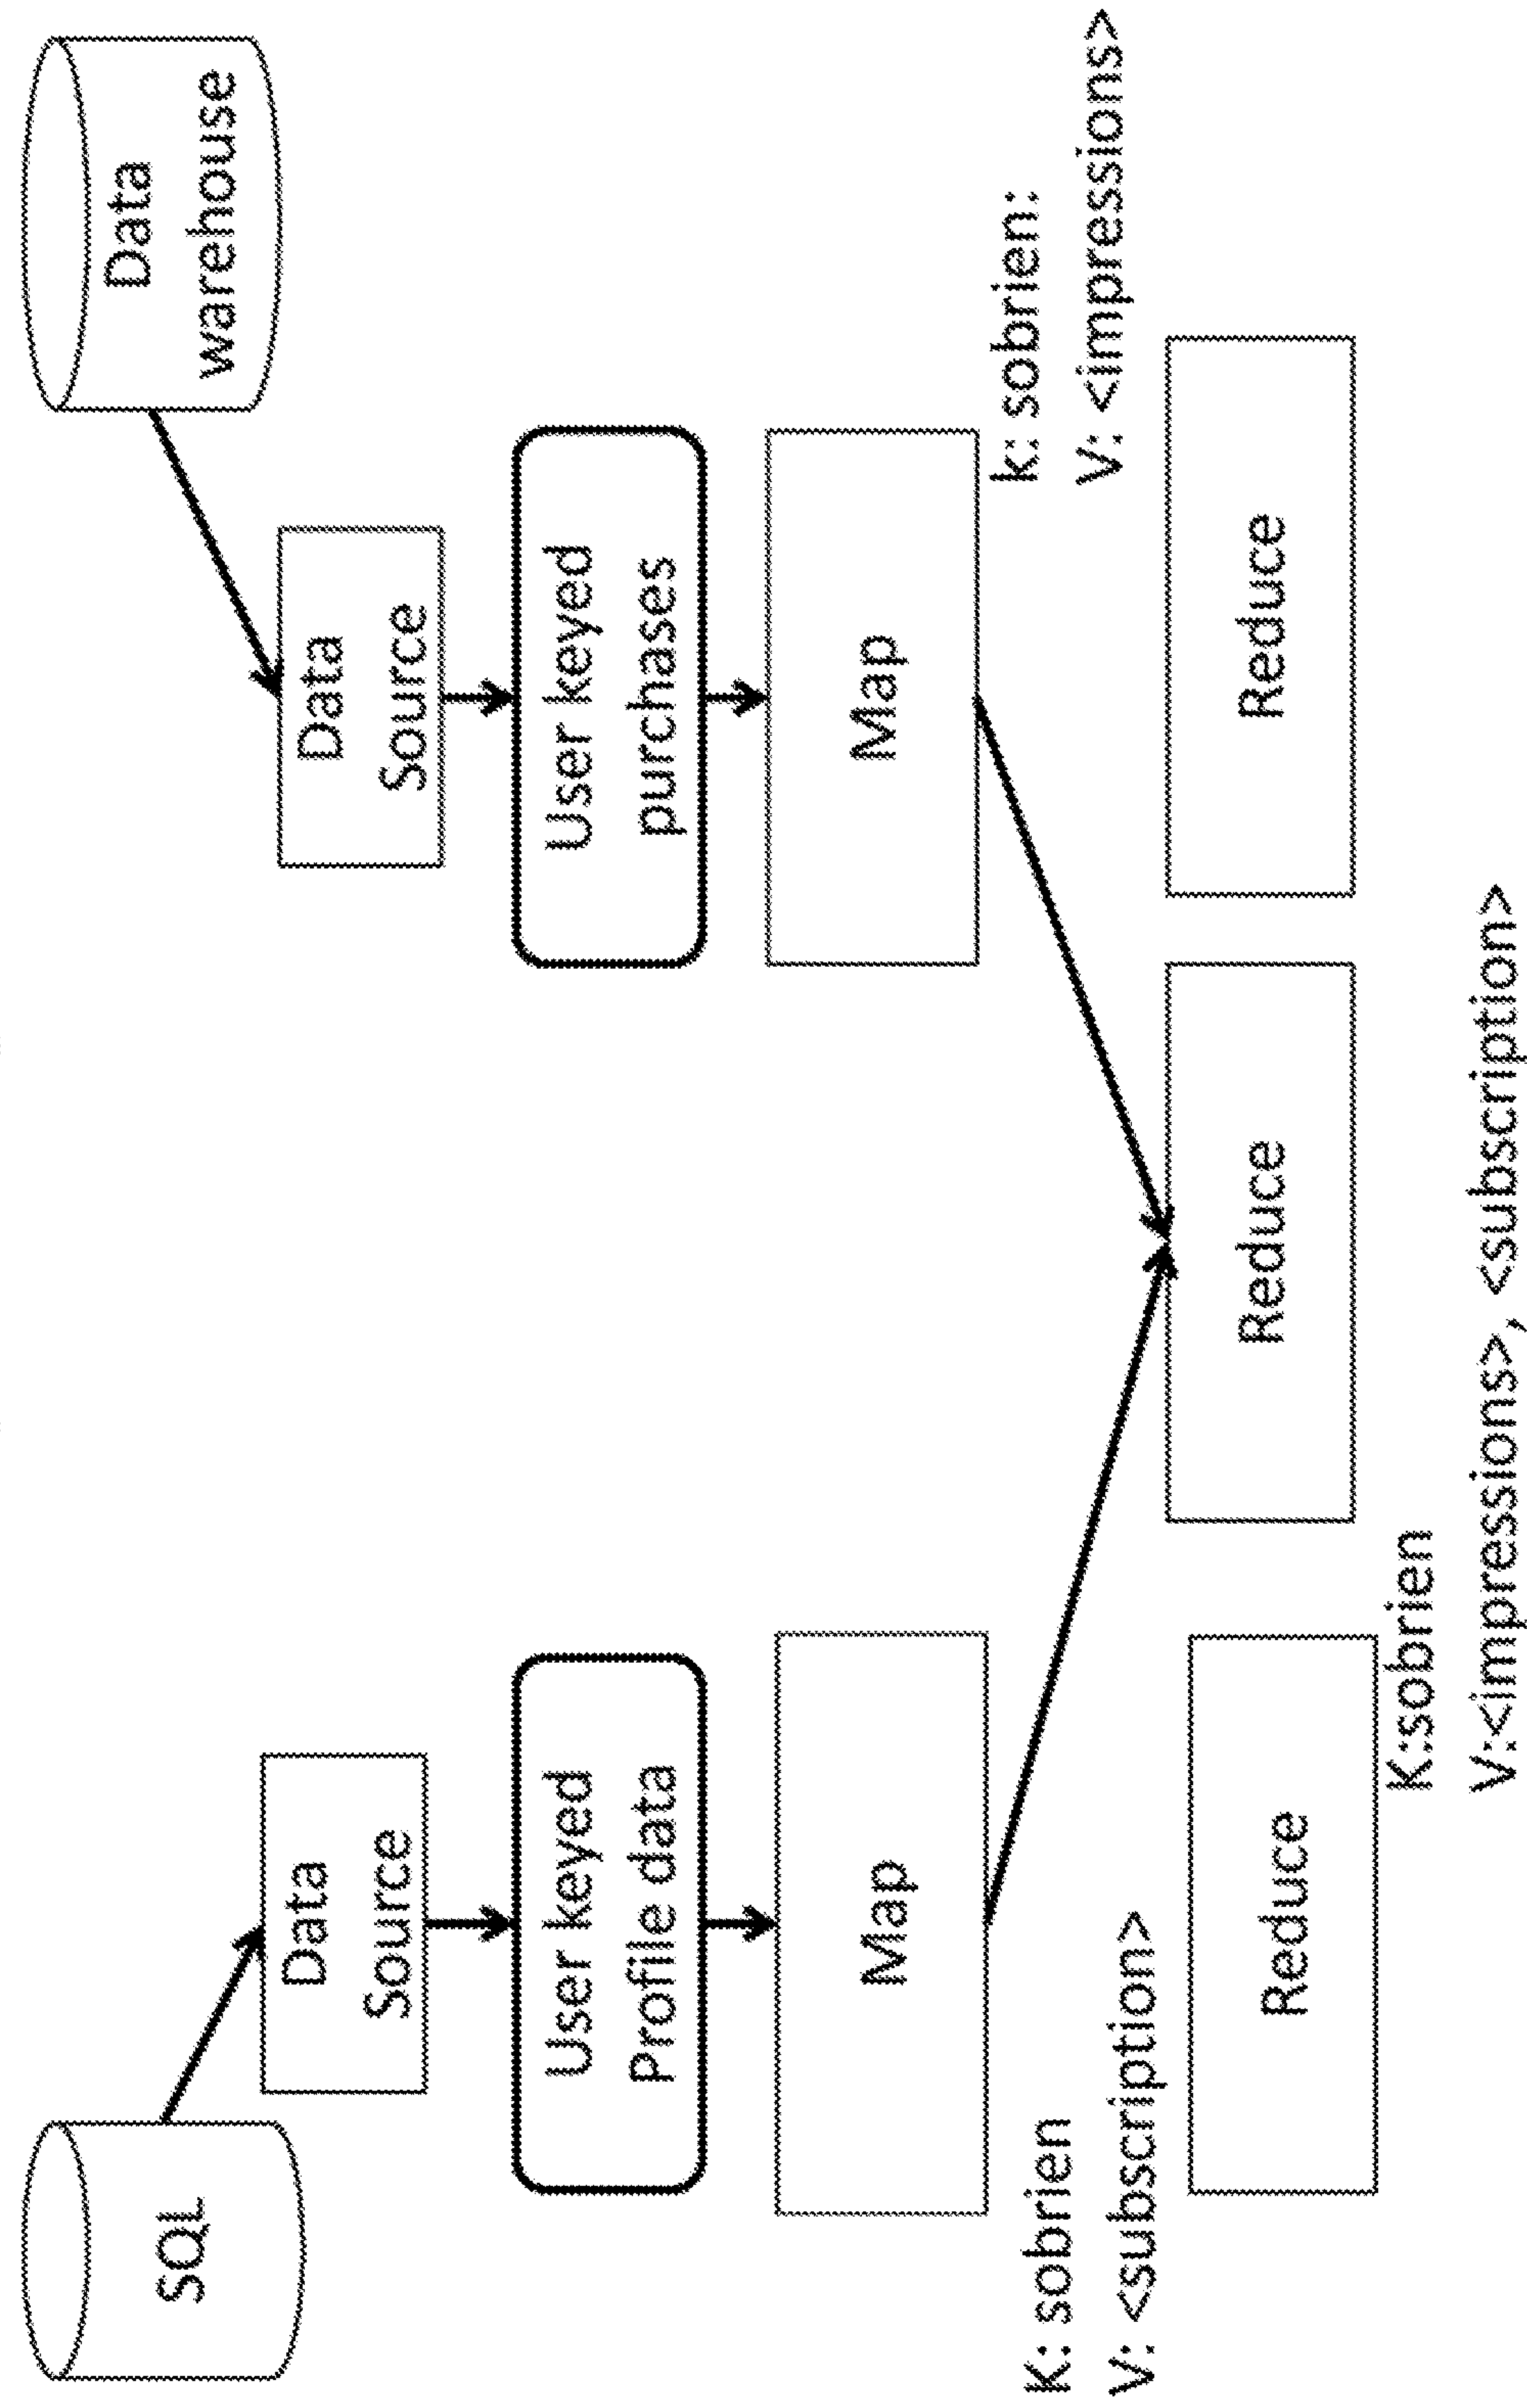 SQL
Data
warehouse
Data
Source
Data
Source
User keyed
Profile data
User keyed
purchases
Map
Map
K: sobrien
V: <subscription>
k: sobrien:
V: <impressions>
Reduce
Reduce
Reduce
K:sobrien
V:<impressions>, <subscription>